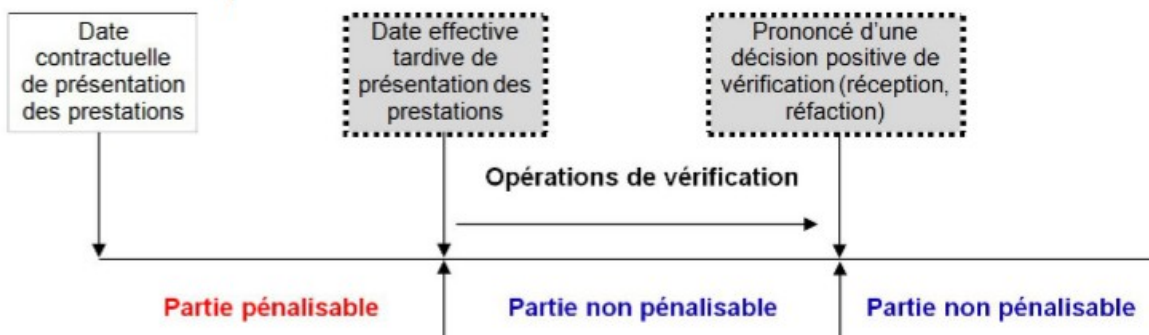 Date
contractuelle
de présentation
des prestations
Date effective
tardive de
présentation des
prestations
Prononcé d'une
décision positive de
vérification (réception,
réfaction)
Opérations de vérification
Partie pénalisable
Partie non pénalisable
Partie non pénalisable